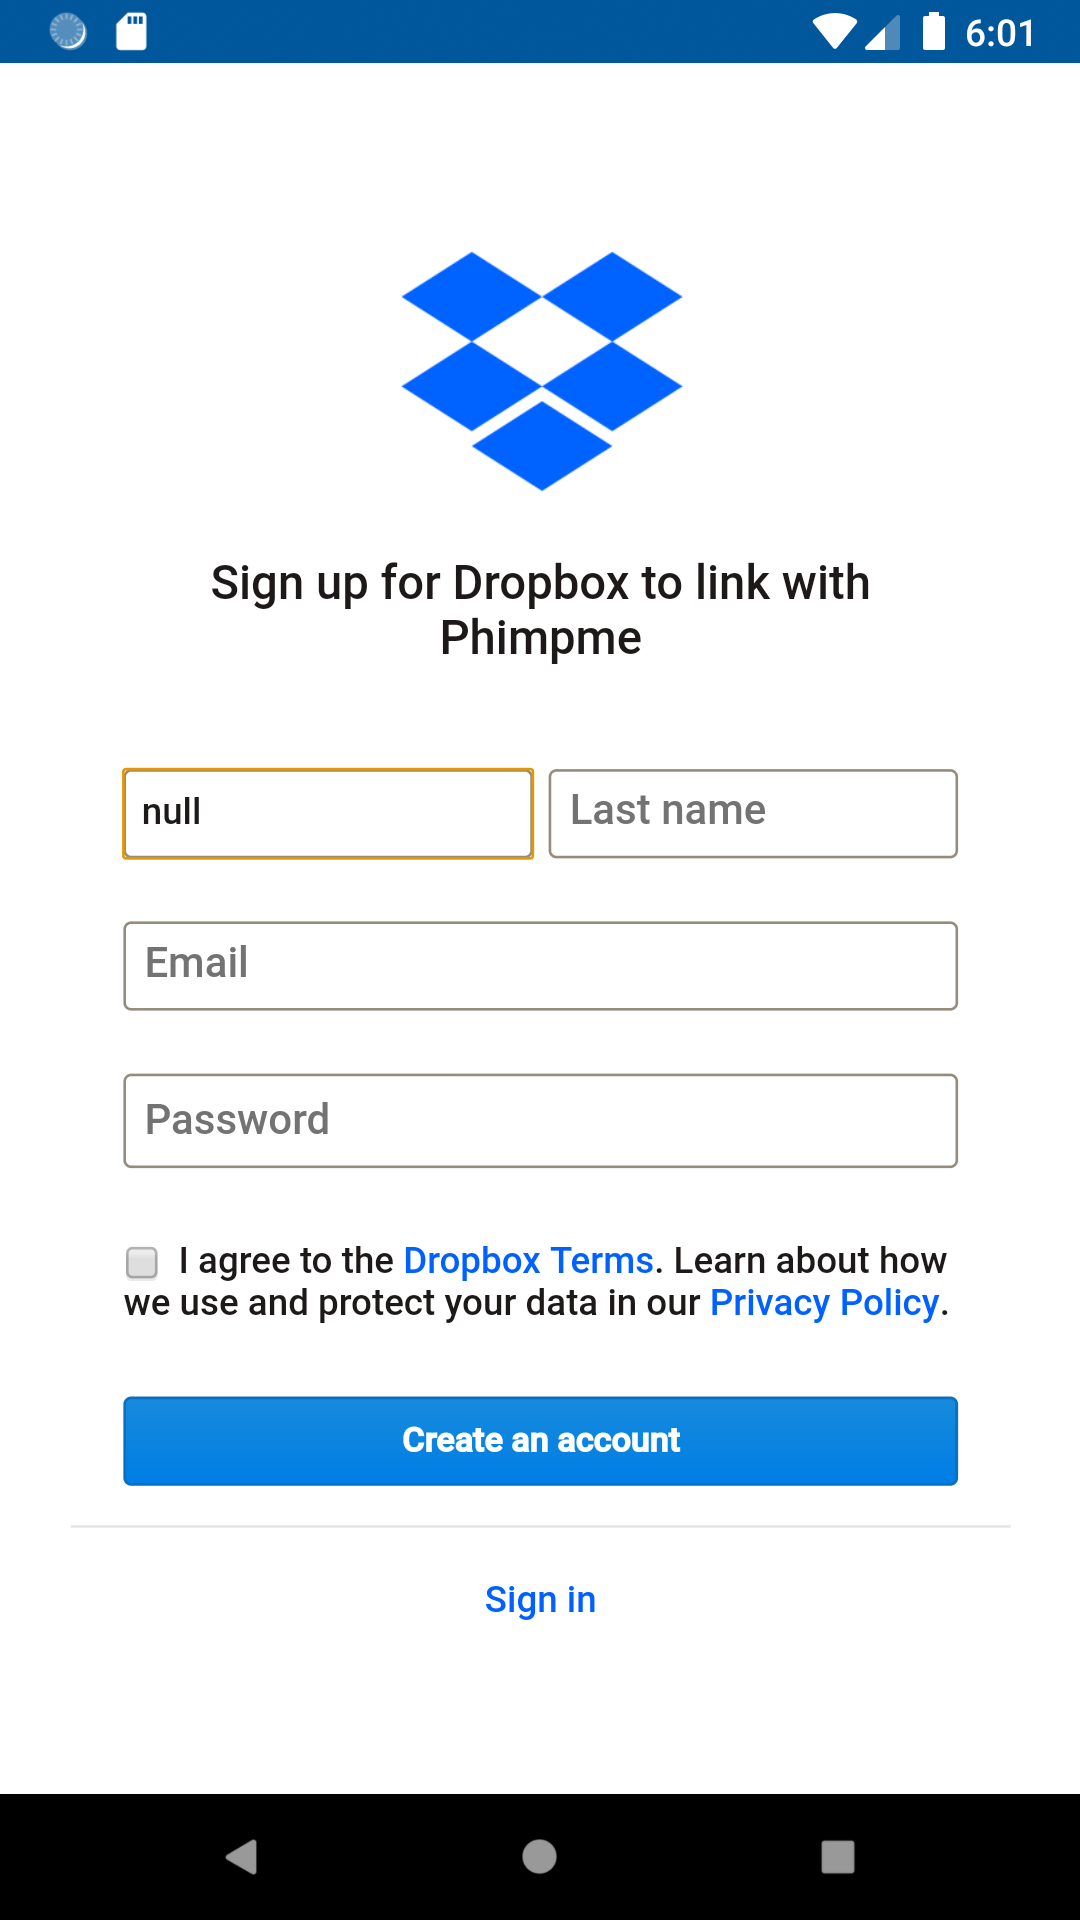 6:01
Sign up for Dropbox to link with
Phimpme
null
Last name
Email
Password
I agree to the Dropbox Terms. Learn about how
we use and protect your data in our Privacy Policy.
Create an account
Sign in